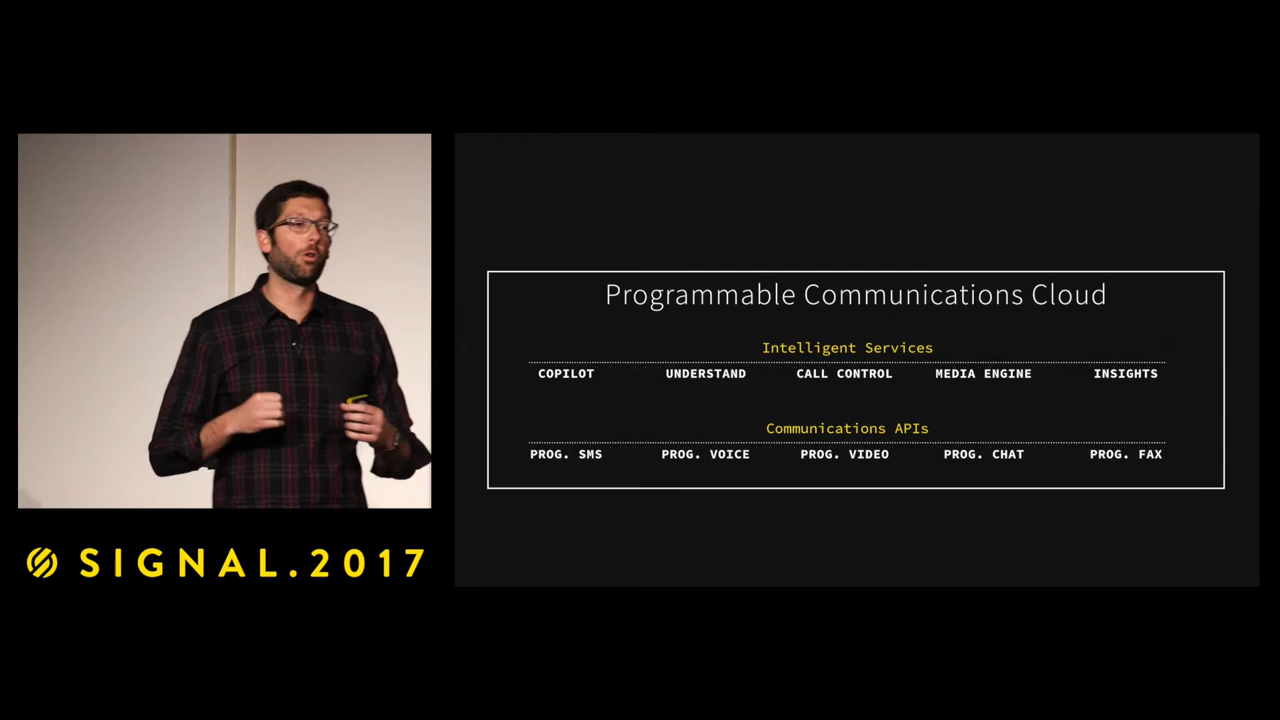 Programmable Communications Cloud
Intelligent Services
COPILOT UNDERSTAND CALL CONTROL MEDIA ENGINE INSIGHTS
Communications APIs
PROG. SMS PROG. VOICE PROG. VIDEO PROG. CHAT PROG. FAX
SIGNAL.2017